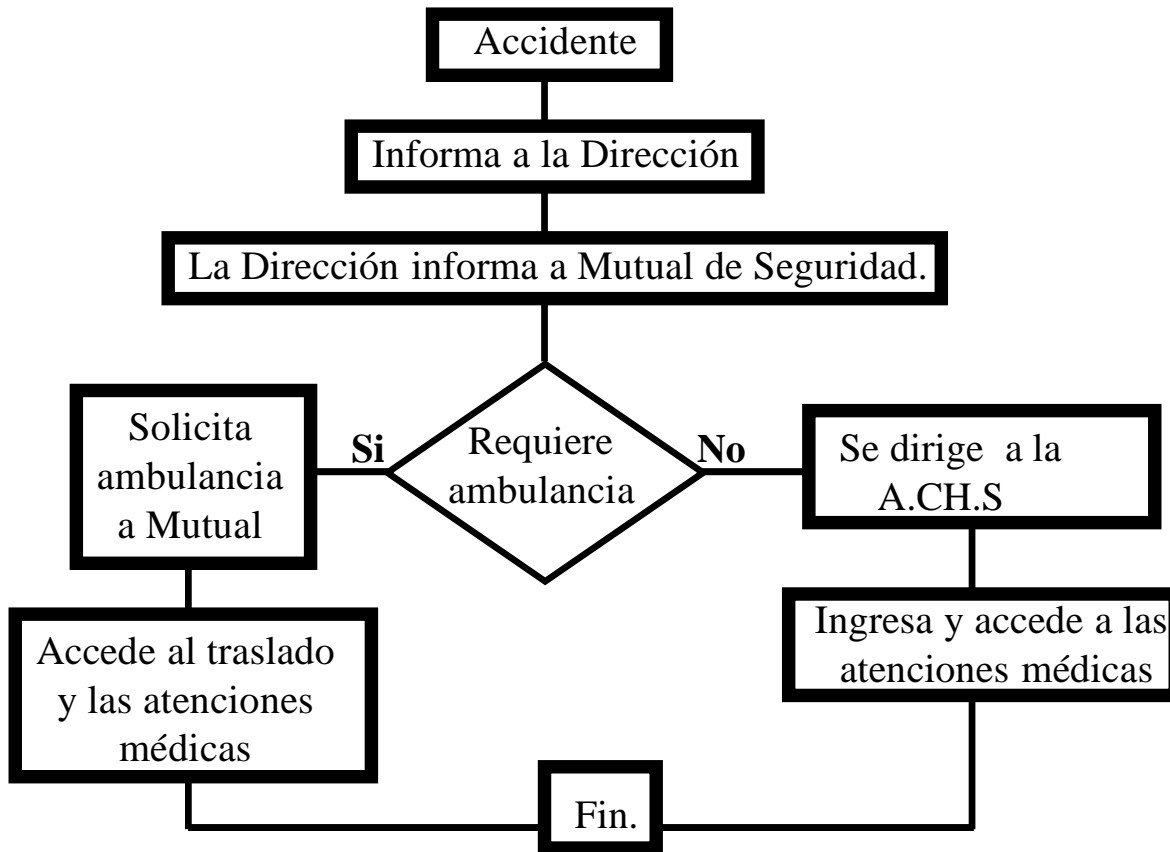 Accidente
Informa a la Dirección
La Dirección informa a Mutual de Seguridad.
Solicita
ambulancia
a Mutual
Si
Requiere
ambulancia
No
Se dirige a la
A.CH.S
Accede al traslado
y las atenciones
médicas
Ingresa y accede a las
atenciones médicas
Fin.